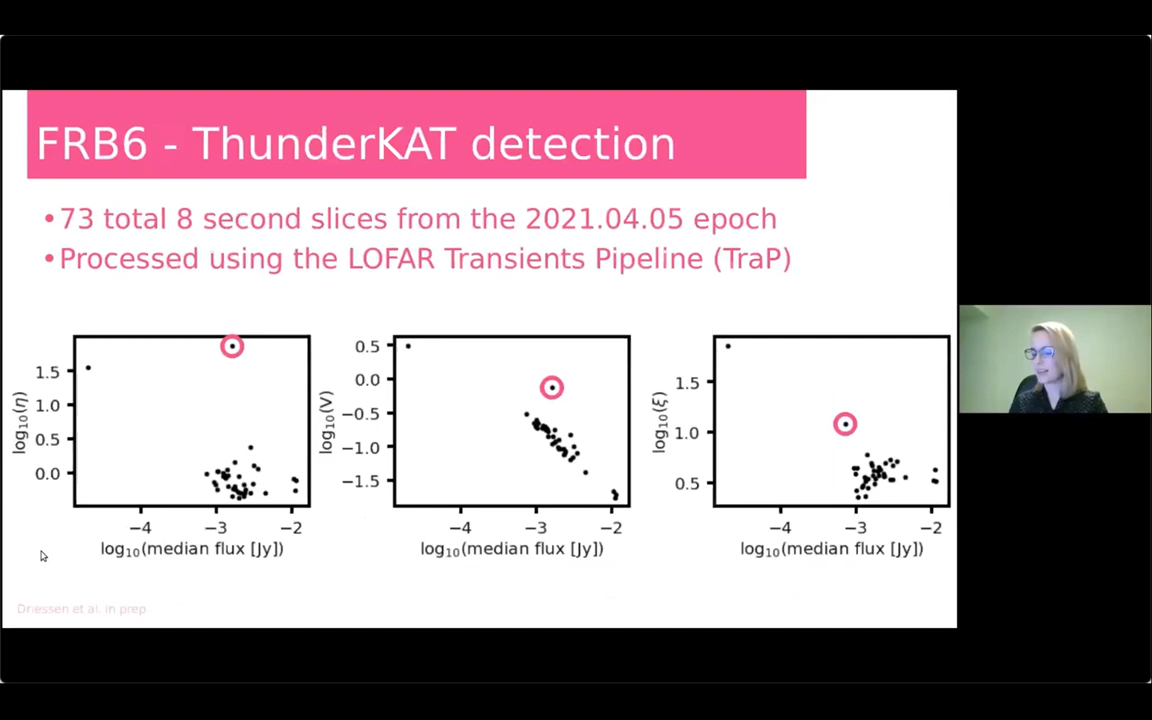 FRB6 - ThunderKAT detection
•73 total 8 second slices from the 2021.04.05 epoch
•Processed using the LOFAR Transients Pipeline (TraP)
log₁₀(η)
1.5
1.0
0.5
0.0
−4 −3 −2
log₁₀(median flux [Jy])
log₁₀(V)
0.5
0.0
−0.5
−1.0
−1.5
−4 −3 −2
log₁₀(median flux [Jy])
log₁₀(ξ)
1.5
1.0
0.5
−4 −3 −2
log₁₀(median flux [Jy])
Driessen et al. in prep